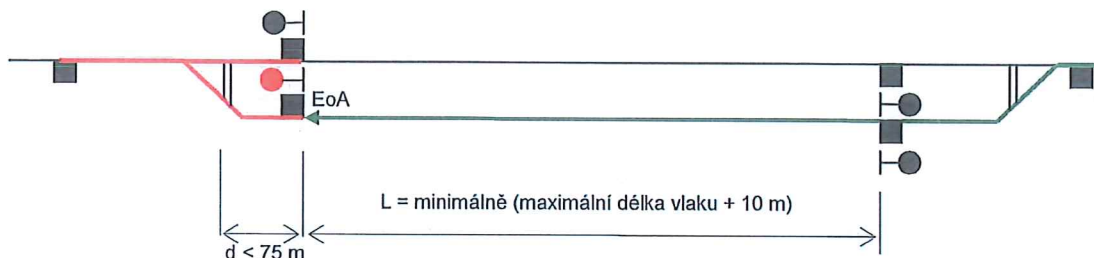 EoA
L = minimálně (maximální délka vlaku + 10 m)
d < 75 m